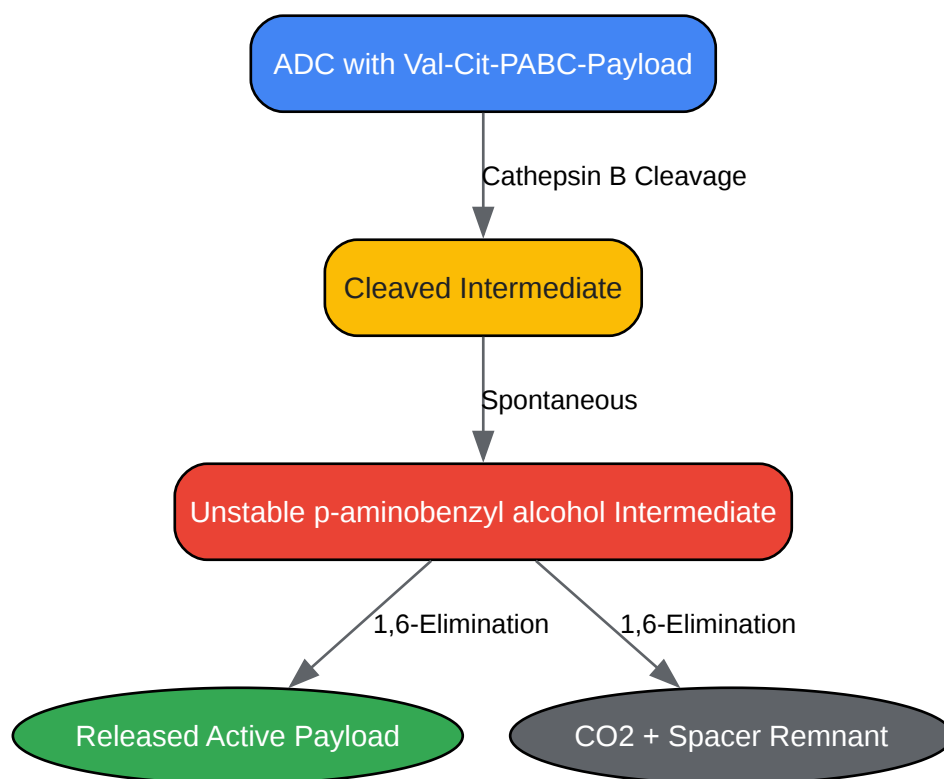 ADC with Val-Cit-PABC-Payload
Cathepsin B Cleavage
Cleaved Intermediate
Spontaneous
Unstable p-aminobenzyl alcohol Intermediate
1,6-Elimination
1,6-Elimination
Released Active Payload
CO2 + Spacer Remnant